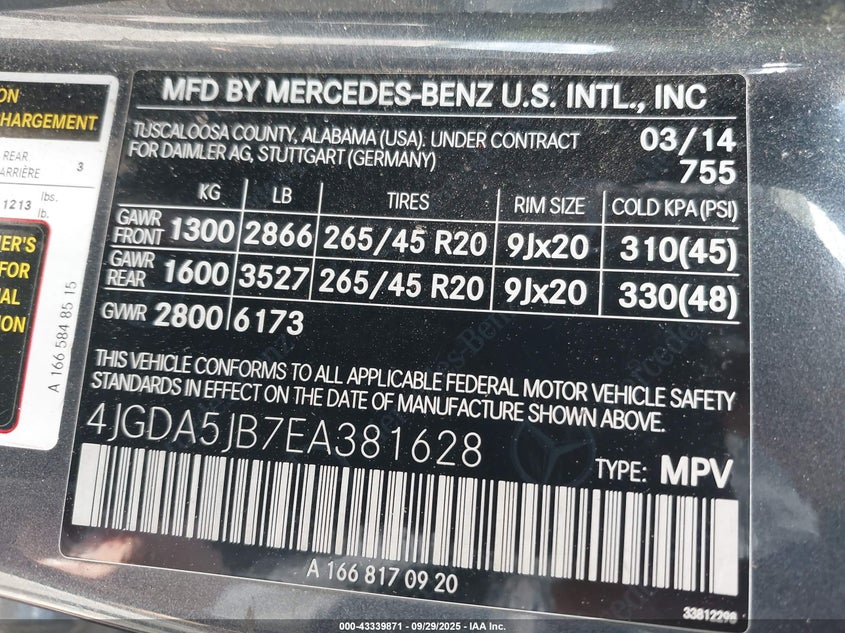 ON
CHARGEMENT
REAR
ARRIÈRE 3
1213 lbs.
lb.
ER'S
FOR
AL
ION
A 166 584 85 15
MFD BY MERCEDES-BENZ U.S. INTL., INC
TUSCALOOSA COUNTY, ALABAMA (USA). UNDER CONTRACT 03/14
FOR DAIMLER AG, STUTTGART (GERMANY) 755
KG LB TIRES RIM SIZE COLD KPA(PSI)
GAWR FRONT 1300 2866 265/45 R20 9Jx20 310(45)
GAWR REAR 1600 3527 265/45 R20 9Jx20 330(48)
GVWR 2800 6173
THIS VEHICLE CONFORMS TO ALL APPLICABLE FEDERAL MOTOR VEHICLE SAFETY
STANDARDS IN EFFECT ON THE DATE OF MANUFACTURE SHOWN ABOVE.
4JGDA5JB7EA381628
TYPE: MPV
A 166 817 09 20
33812298
000-43339871 - 09/29/2025 - IAA Inc.